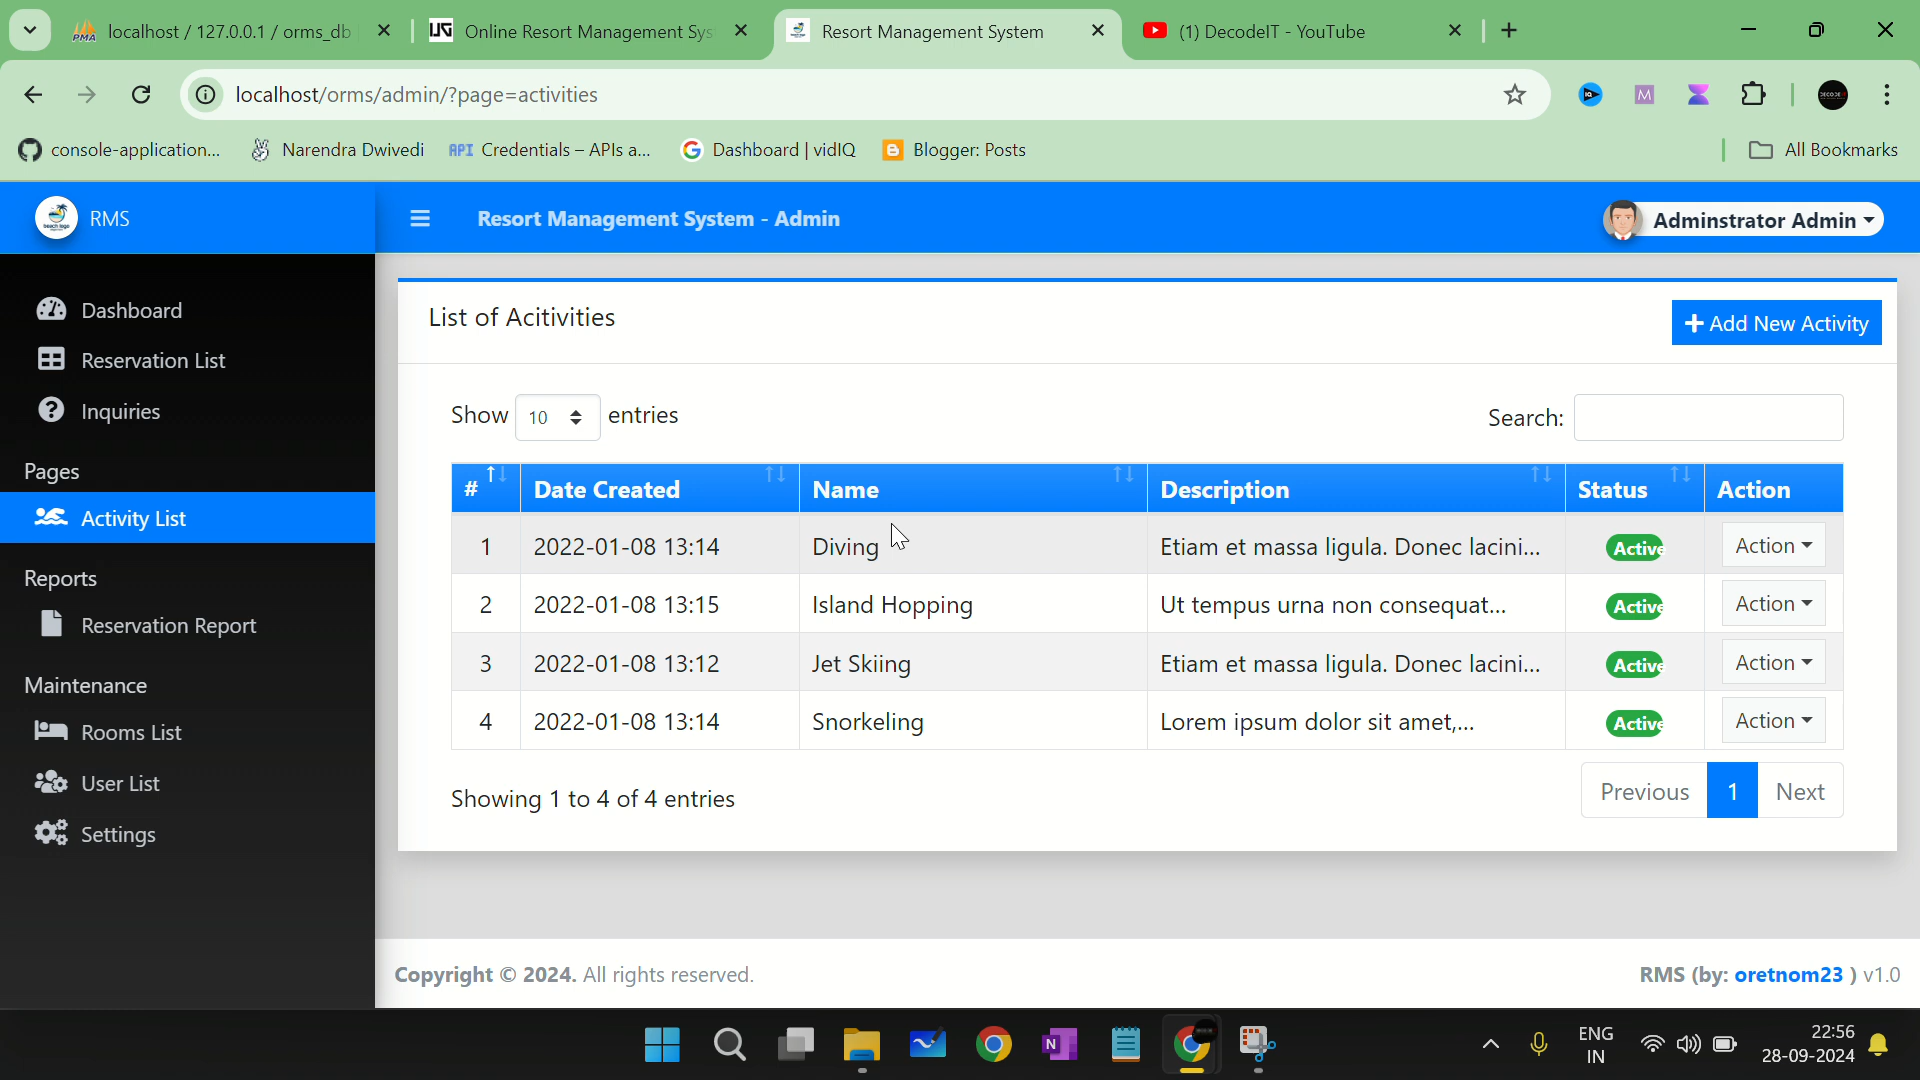 localhost / 127.0.0.1 / orms_db
Online Resort Management Sys
Resort Management System
(1) DecodeIT - YouTube
localhost/orms/admin/?page=activities
console-application...
Narendra Dwivedi
API Credentials – APIs a...
Dashboard | vidIQ
Blogger: Posts
All Bookmarks
RMS
Resort Management System - Admin
Adminstrator Admin
Dashboard
Reservation List
Inquiries
Pages
Activity List
Reports
Reservation Report
Maintenance
Rooms List
User List
Settings
List of Acitivities
Add New Activity
Show 10 entries
Search:
# Date Created Name Description Status Action
1 2022-01-08 13:14 Diving Etiam et massa ligula. Donec lacini... Active Action
2 2022-01-08 13:15 Island Hopping Ut tempus urna non consequat... Active Action
3 2022-01-08 13:12 Jet Skiing Etiam et massa ligula. Donec lacini... Active Action
4 2022-01-08 13:14 Snorkeling Lorem ipsum dolor sit amet,... Active Action
Showing 1 to 4 of 4 entries
Previous 1 Next
Copyright © 2024. All rights reserved.
RMS (by: oretnom23 ) v1.0
ENG
IN
22:56
28-09-2024